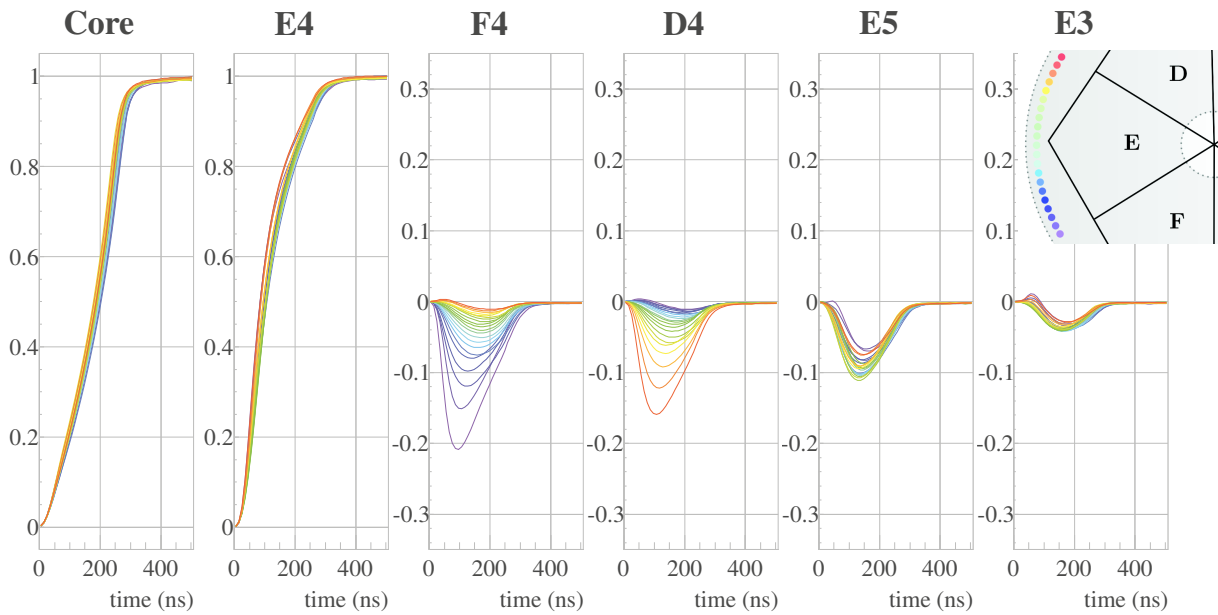 Core E4 F4 D4 E5 E3
1 1 0.3 0.3 0.3 0.3 D
0.8 0.8 0.2 0.2 0.2 0.2 E
0.1 0.1 0.1 0.1 F
0.6 0.6
0 0 0 0
0.4 0.4 -0.1 -0.1 -0.1 -0.1
0.2 0.2 -0.2 -0.2 -0.2 -0.2
0 0 -0.3 -0.3 -0.3 -0.3
0 200 400 0 200 400 0 200 400 0 200 400 0 200 400 0 200 400
time (ns) time (ns) time (ns) time (ns) time (ns) time (ns)